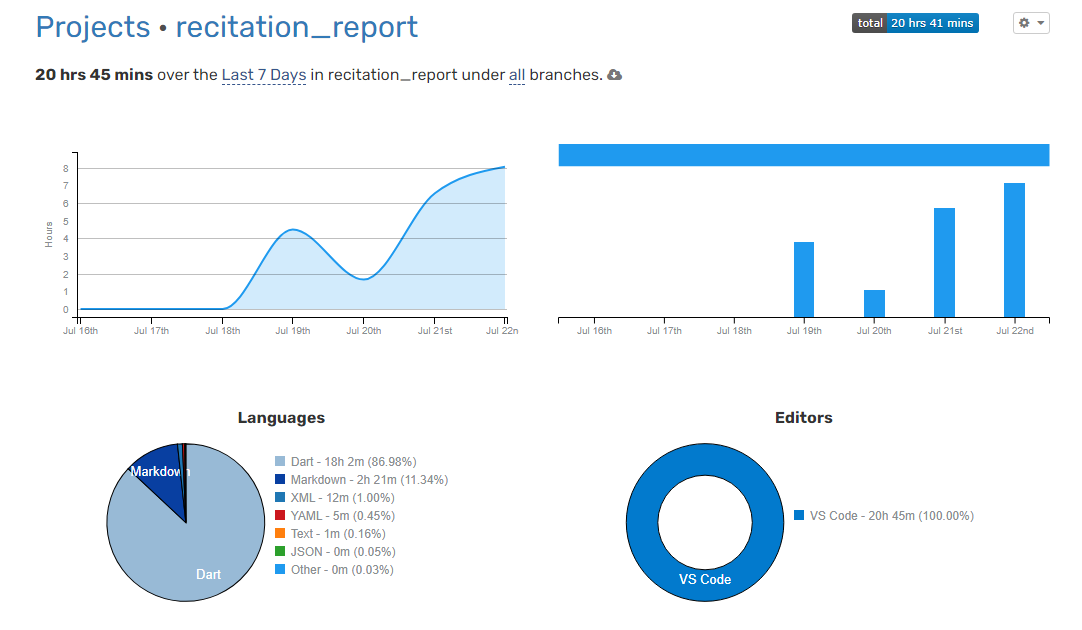 Projects • recitation_report
total 20 hrs 41 mins
20 hrs 45 mins over the Last 7 Days in recitation_report under all branches.
Hours
8
7
6
5
4
3
2
1
0
Jul 16th Jul 17th Jul 18th Jul 19th Jul 20th Jul 21st Jul 22n
Jul 16th Jul 17th Jul 18th Jul 19th Jul 20th Jul 21st Jul 22nd
Languages
Markdown
Dart
Dart - 18h 2m (86.98%)
Markdown - 2h 21m (11.34%)
XML - 12m (1.00%)
YAML - 5m (0.45%)
Text - 1m (0.16%)
JSON - 0m (0.05%)
Other - 0m (0.03%)
Editors
VS Code
VS Code - 20h 45m (100.00%)